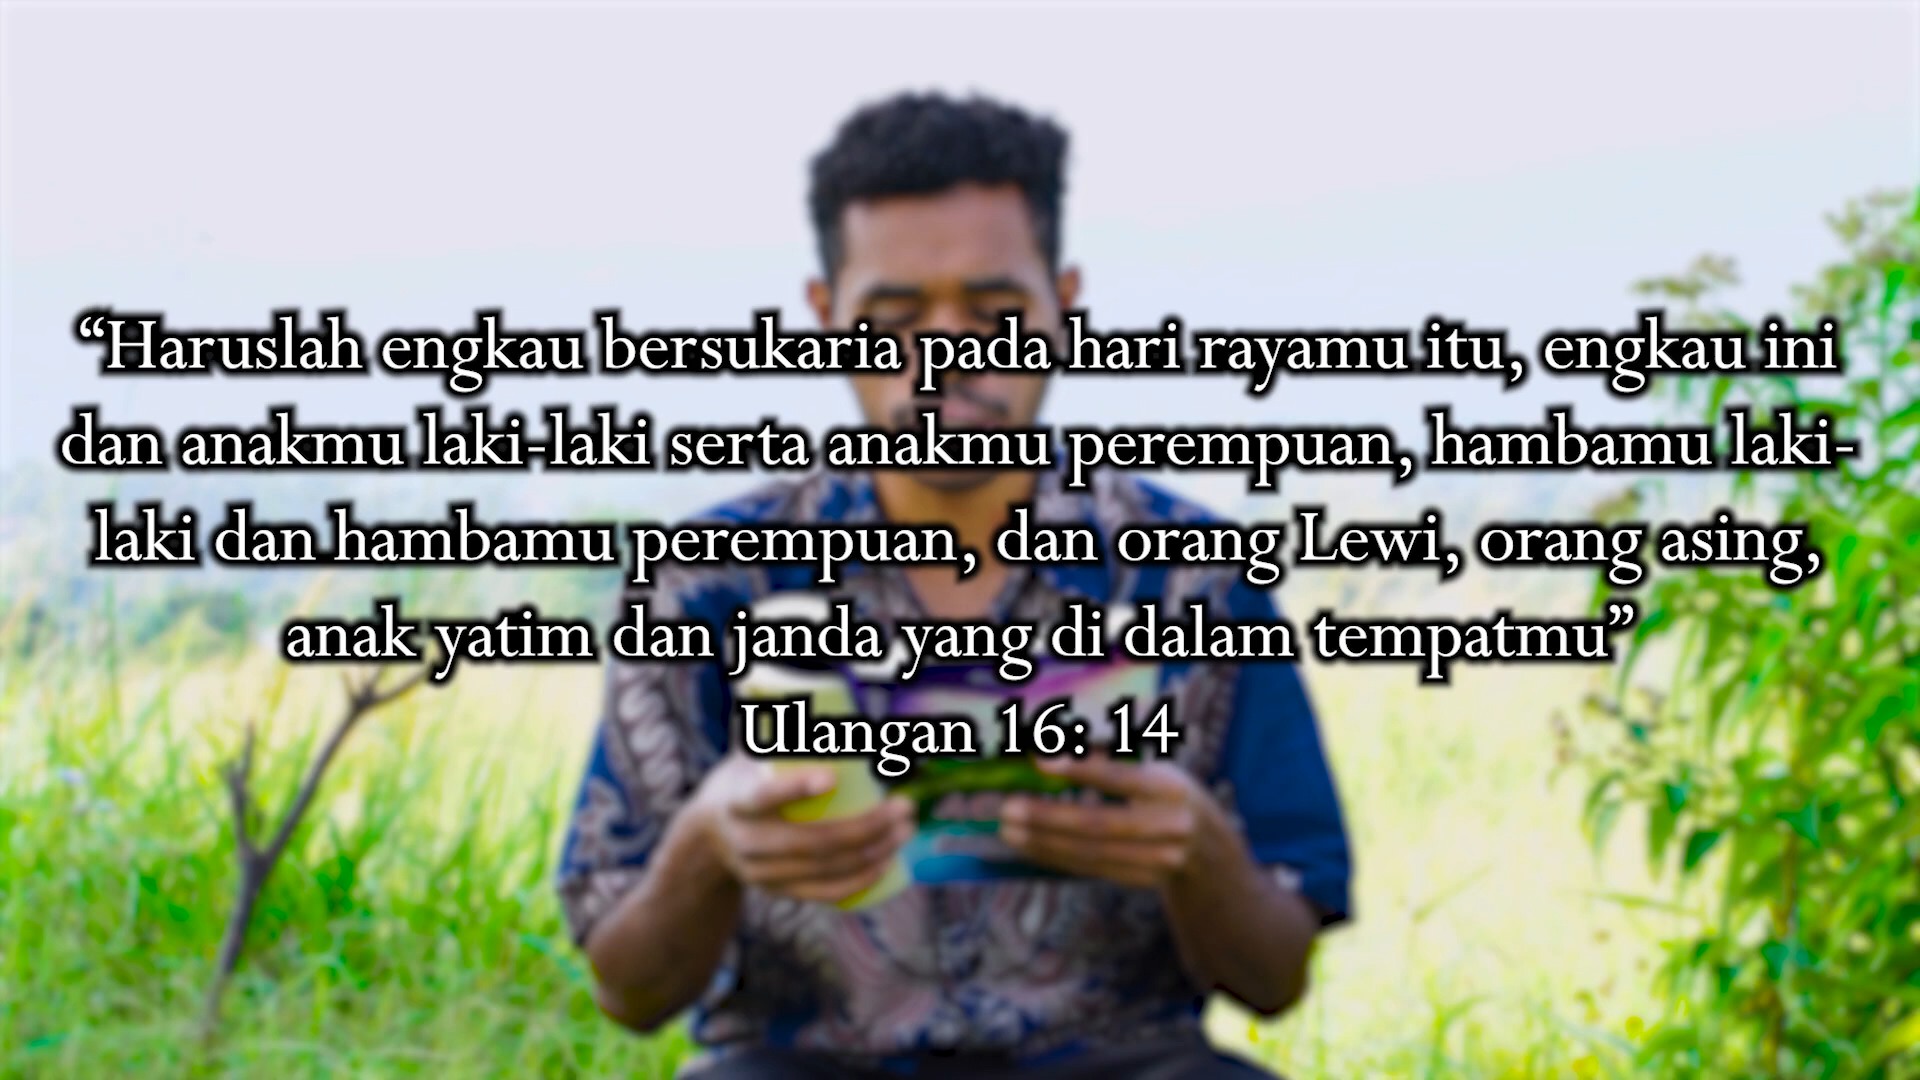 “Haruslah engkau bersukaria pada hari rayamu itu, engkau ini
dan anakmu laki-laki serta anakmu perempuan, hambamu laki-
laki dan hambamu perempuan, dan orang Lewi, orang asing,
anak yatim dan janda yang di dalam tempatmu”
Ulangan 16: 14